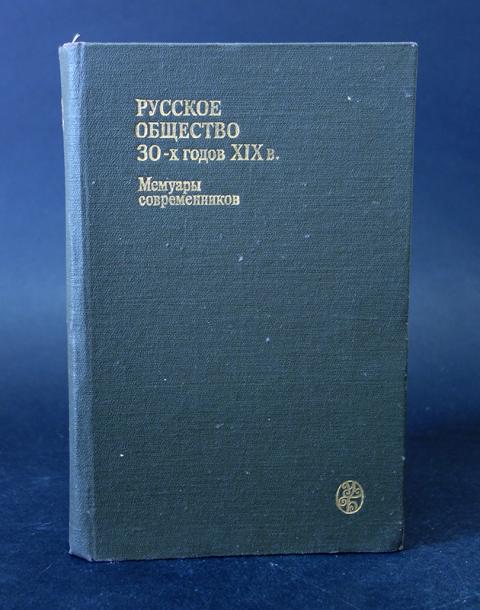 РУССКОЕ
ОБЩЕСТВО
30-х годов XIX в.
Мемуары
современников